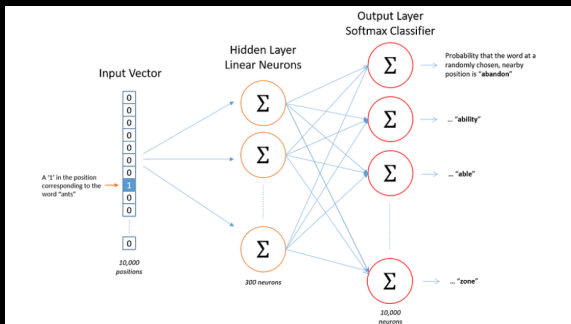 Output Layer
Softmax Classifier
Hidden Layer
Linear Neurons
Input Vector
Probability that the word at a
randomly chosen, nearby
position is "abandon"
0
0
0
0
0
0
0
1
0
0
0
A '1' in the position
corresponding to the
word "ants"
10,000
positions
Σ
Σ
Σ
300 neurons
Σ
Σ
Σ
Σ
10,000
neurons
... "ability"
... "able"
... "zone"